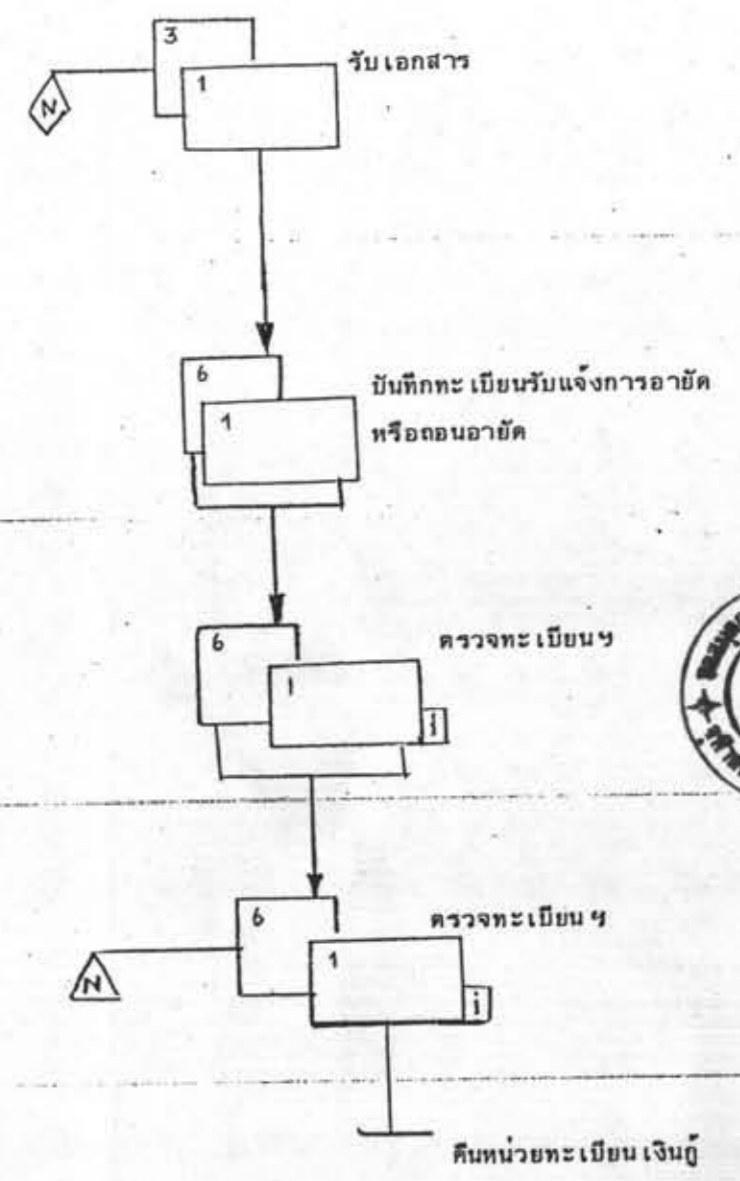 3
รับเอกสาร
1
N
6
บันทึกทะเบียนรับแจ้งการอายัด
1
หรือถอนอายัด
6
ตรวจทะเบียนฯ
1
i
6
ตรวจทะเบียนฯ
1
N
i
คืนหน่วยทะเบียนเงินกู้